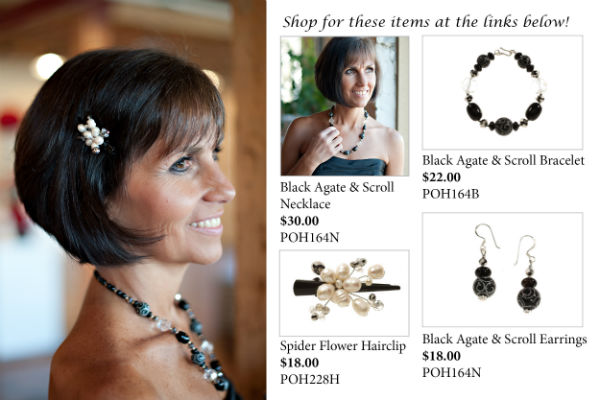 Shop for these items at the links below!
Black Agate & Scroll
Necklace
$30.00
POH164N
Black Agate & Scroll Bracelet
$22.00
POH164B
Spider Flower Hairclip
$18.00
POH228H
Black Agate & Scroll Earrings
$18.00
POH164N